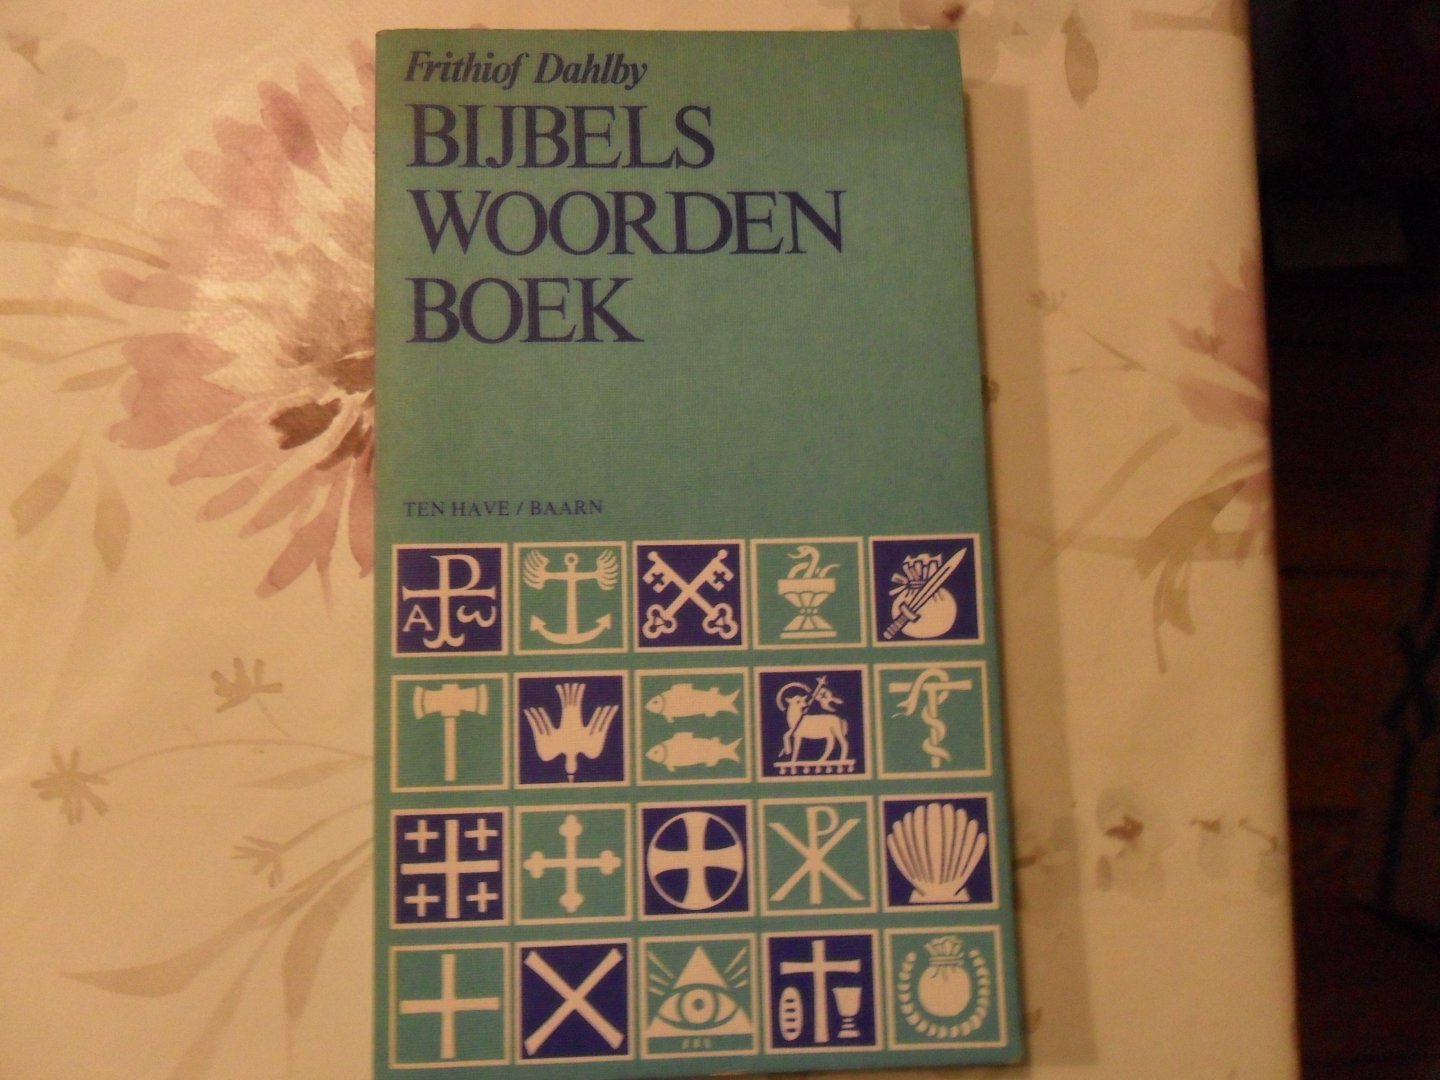 Frithiof Dahlby
BIJBELS
WOORDEN
BOEK
TEN HAVE / BAARN
A ω